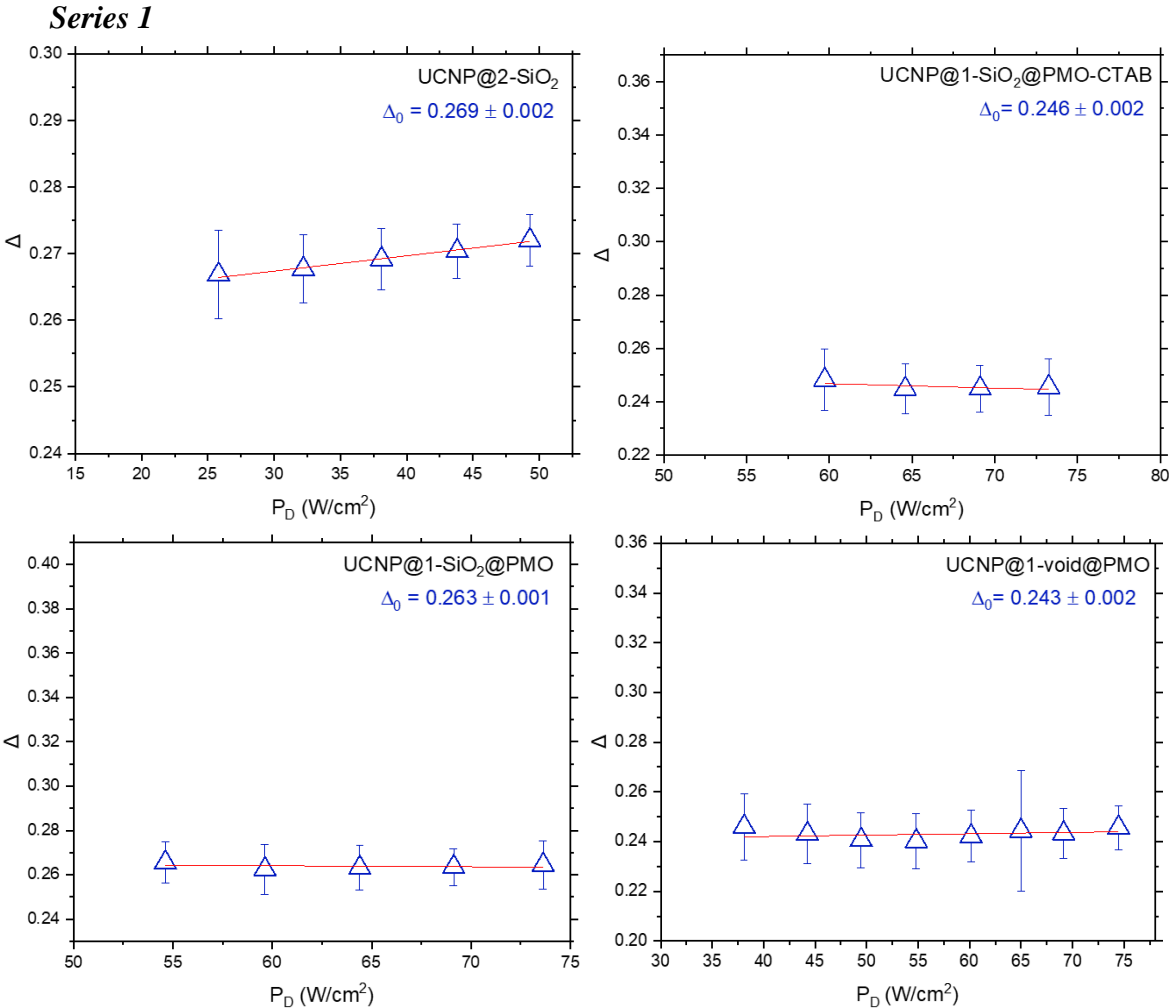 Series 1
UCNP@2-SiO₂
Δ₀ = 0.269 ± 0.002
0.30
0.29
0.28
0.27
0.26
0.25
0.24
Δ
15 20 25 30 35 40 45 50
P_D (W/cm²)
UCNP@1-SiO₂@PMO-CTAB
Δ₀= 0.246 ± 0.002
0.36
0.34
0.32
0.30
0.28
0.26
0.24
0.22
Δ
50 55 60 65 70 75 80
P_D (W/cm²)
UCNP@1-SiO₂@PMO
Δ₀ = 0.263 ± 0.001
0.40
0.38
0.36
0.34
0.32
0.30
0.28
0.26
0.24
Δ
50 55 60 65 70 75
P_D (W/cm²)
UCNP@1-void@PMO
Δ₀= 0.243 ± 0.002
0.36
0.34
0.32
0.30
0.28
0.26
0.24
0.22
0.20
Δ
30 35 40 45 50 55 60 65 70 75
P_D (W/cm²)